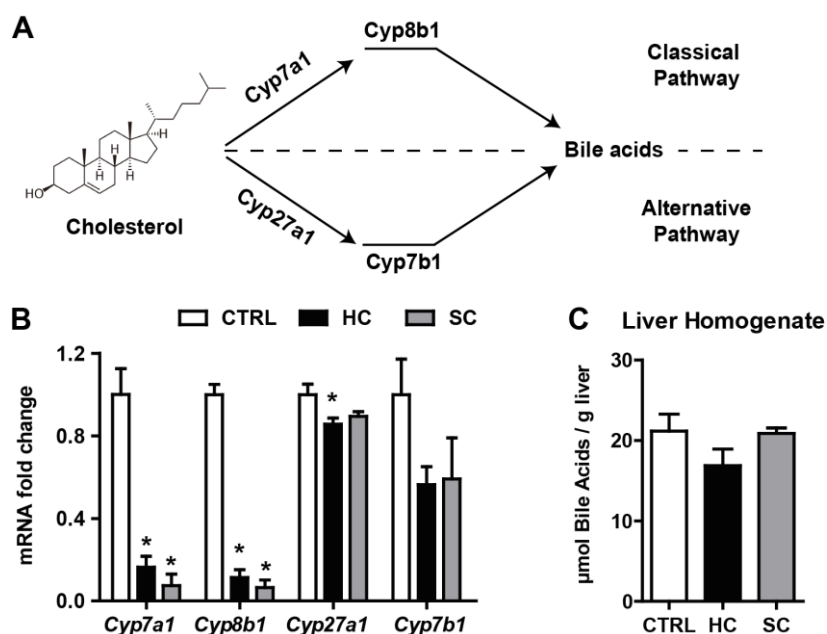 A
Cyp8b1
Cyp7a1
Classical
Pathway
H
H
H
H
HO
Bile acids
Cholesterol
Cyp27a1
Alternative
Pathway
Cyp7b1
B
CTRL HC SC
1.2
0.8
0.4
0.0
mRNA fold change
* * * * *
Cyp7a1 Cyp8b1 Cyp27a1 Cyp7b1
C Liver Homogenate
30
20
10
0
µmol Bile Acids / g liver
CTRL HC SC